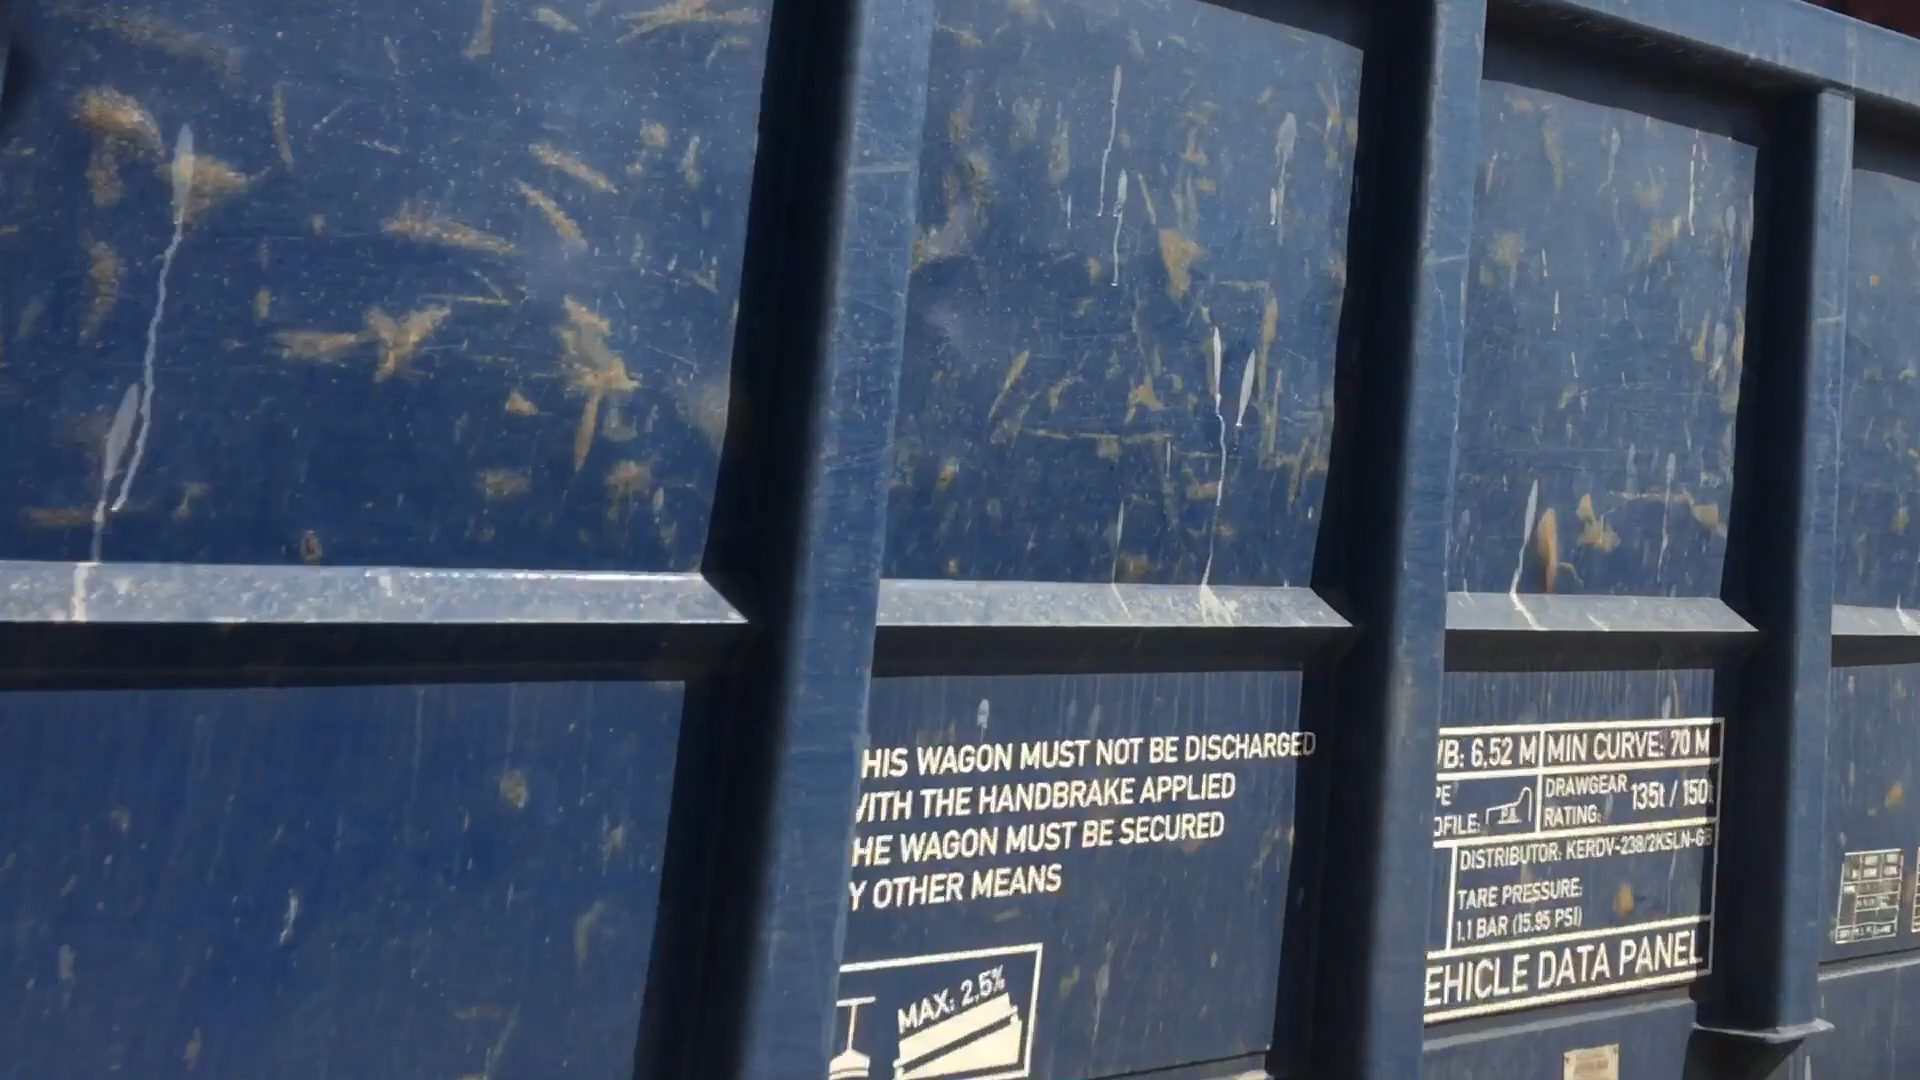 HIS WAGON MUST NOT BE DISCHARGED
WITH THE HANDBRAKE APPLIED
HE WAGON MUST BE SECURED
Y OTHER MEANS
MAX: 2,5%
WB: 6,52 M MIN CURVE: 70 M
PE
OFILE: DRAWGEAR RATING: 135t / 150t
DISTRIBUTOR: KERDV-238/2KSLN-GB
TARE PRESSURE:
1.1 BAR (15.95 PSI)
EHICLE DATA PANEL